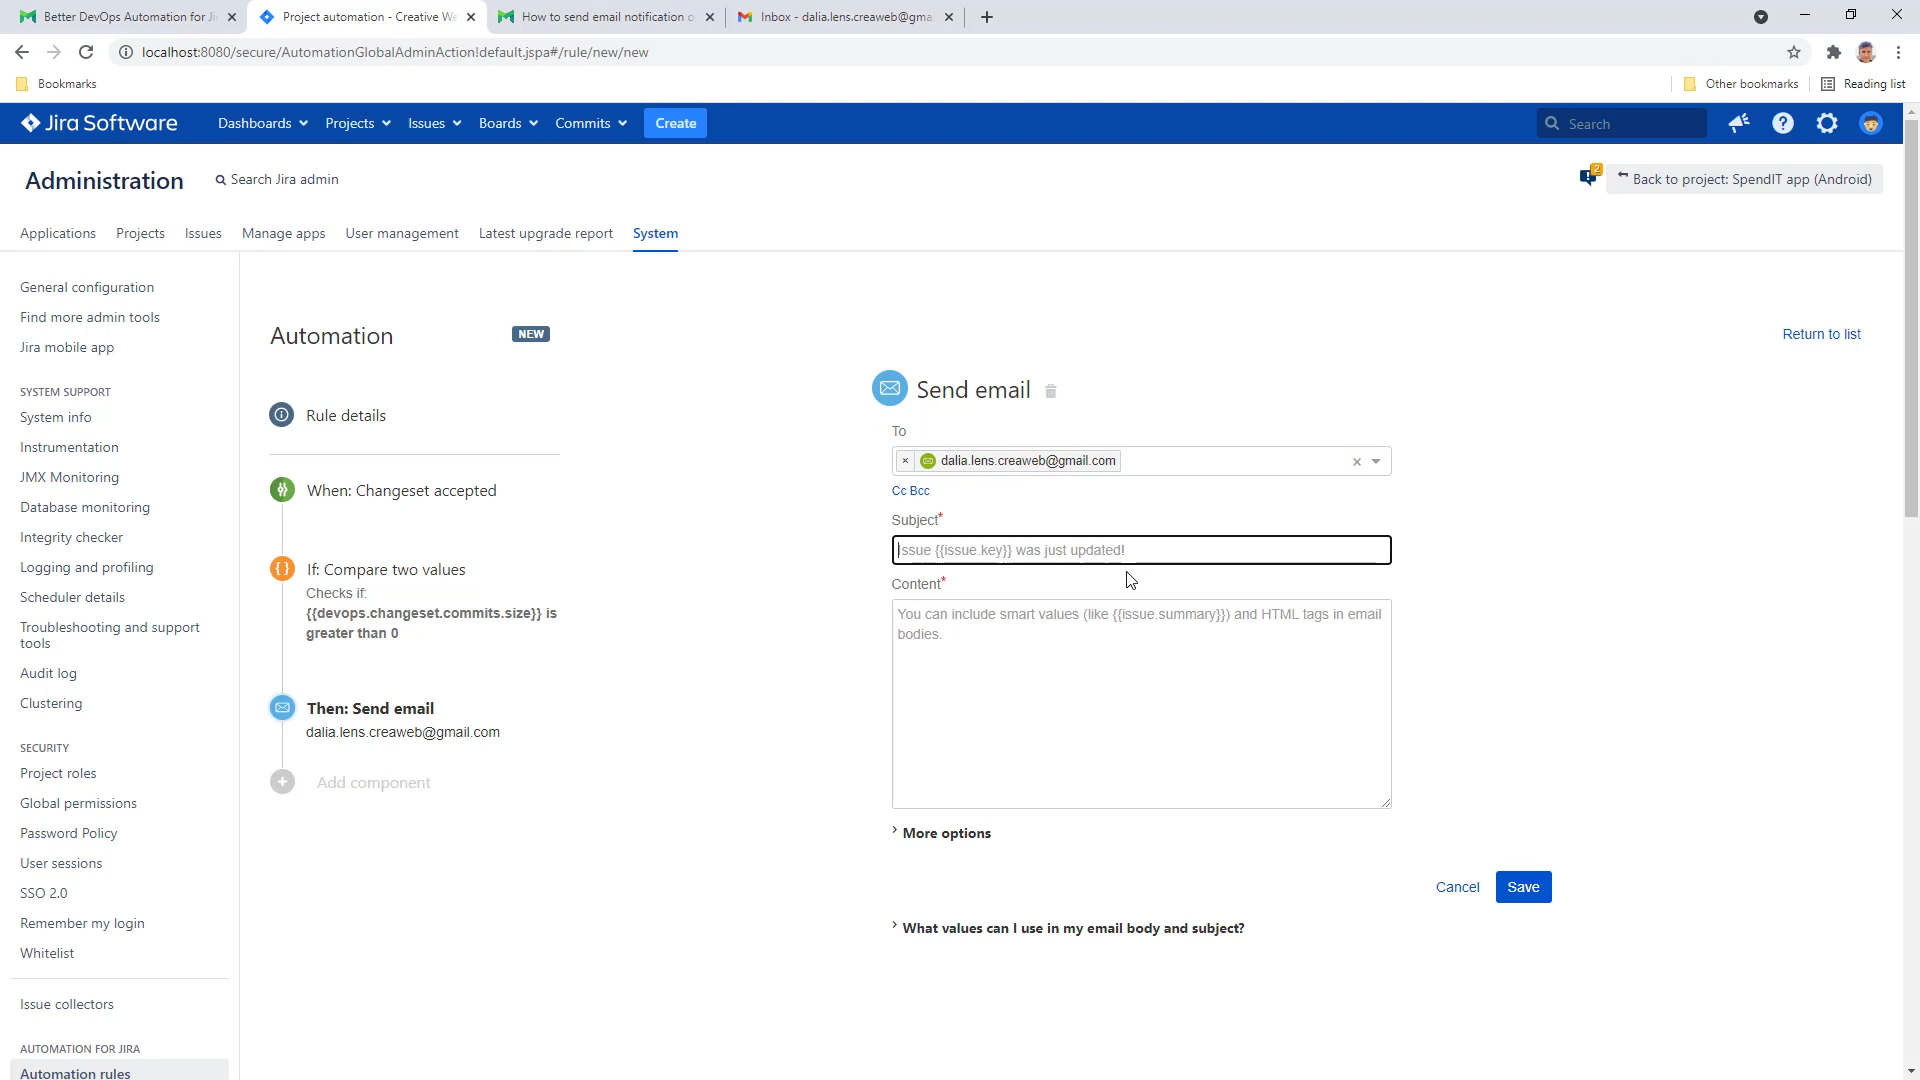 Better DevOps Automation for Ji
Project automation - Creative We
How to send email notification o
Inbox - dalia.lens.creaweb@gmai
localhost:8080/secure/AutomationGlobalAdminAction!default.jspa#/rule/new/new
Bookmarks
Other bookmarks
Reading list
Jira Software
Dashboards
Projects
Issues
Boards
Commits
Create
Search
Administration
Search Jira admin
2
Back to project: SpendIT app (Android)
Applications
Projects
Issues
Manage apps
User management
Latest upgrade report
System
General configuration
Find more admin tools
Jira mobile app
SYSTEM SUPPORT
System info
Instrumentation
JMX Monitoring
Database monitoring
Integrity checker
Logging and profiling
Scheduler details
Troubleshooting and support
tools
Audit log
Clustering
SECURITY
Project roles
Global permissions
Password Policy
User sessions
SSO 2.0
Remember my login
Whitelist
Issue collectors
AUTOMATION FOR JIRA
Automation rules
Automation
NEW
Return to list
Rule details
When: Changeset accepted
If: Compare two values
Checks if:
{{devops.changeset.commits.size}} is
greater than 0
Then: Send email
dalia.lens.creaweb@gmail.com
Add component
Send email
To
dalia.lens.creaweb@gmail.com
Cc Bcc
Subject*
Issue {{issue.key}} was just updated!
Content*
You can include smart values (like {{issue.summary}}) and HTML tags in email
bodies.
More options
Cancel
Save
What values can I use in my email body and subject?